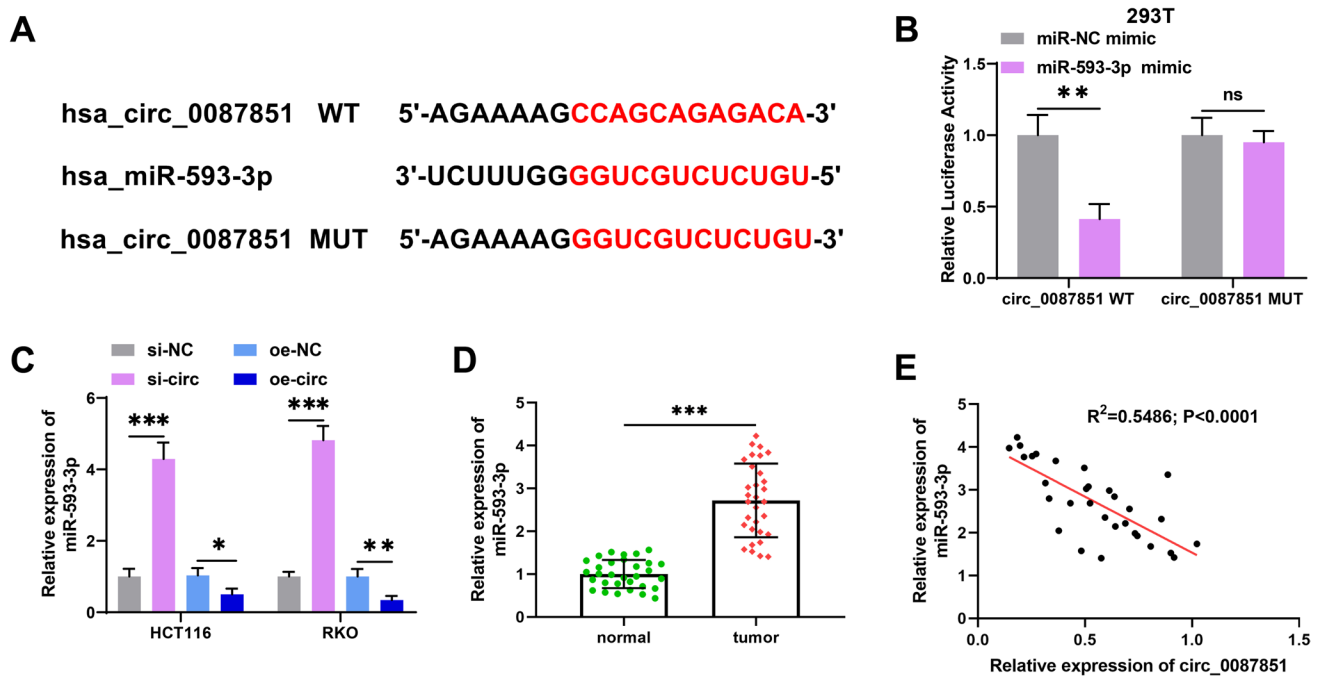 A
hsa_circ_0087851 WT 5'-AGAAAAGCCAGCAGAGACA-3'
hsa_miR-593-3p 3'-UCUUUGGGGUCGUCUCUGU-5'
hsa_circ_0087851 MUT 5'-AGAAAAGGGUCGUCUCUGU-3'
B
293T
miR-NC mimic
miR-593-3p mimic
Relative Luciferase Activity
1.5
1.0
0.5
0.0
**
ns
circ_0087851 WT
circ_0087851 MUT
C
si-NC
oe-NC
si-circ
oe-circ
Relative expression of
miR-593-3p
6
4
2
0
***
*
***
**
HCT116
RKO
D
Relative expression of
miR-593-3p
5
4
3
2
1
0
***
normal
tumor
E
Relative expression of
miR-593-3p
5
4
3
2
1
0
R2=0.5486; P<0.0001
0.0
0.5
1.0
1.5
Relative expression of circ_0087851